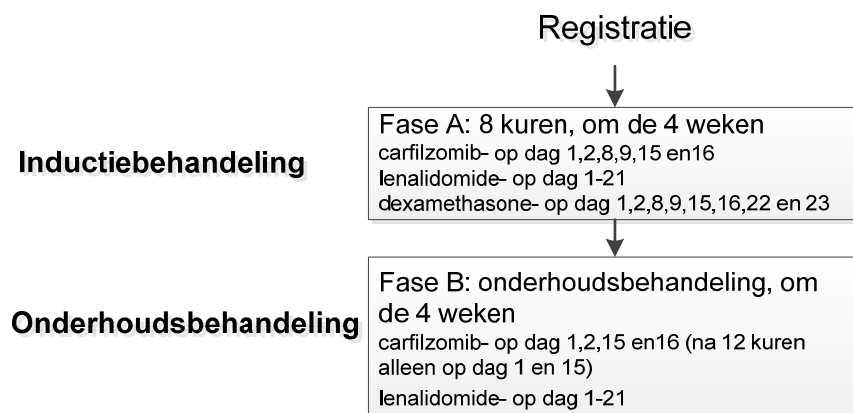 Registratie
Inductiebehandeling
Fase A: 8 kuren, om de 4 weken
carfilzomib- op dag 1,2,8,9,15 en16
lenalidomide- op dag 1-21
dexamethasone- op dag 1,2,8,9,15,16,22 en 23
Onderhoudsbehandeling
Fase B: onderhoudsbehandeling, om
de 4 weken
carfilzomib- op dag 1,2,15 en16 (na 12 kuren
alleen op dag 1 en 15)
lenalidomide- op dag 1-21